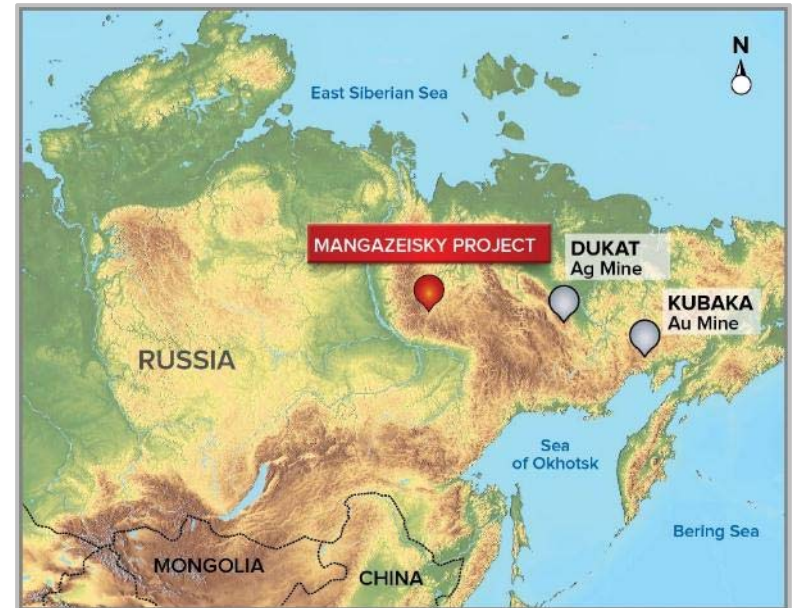 N
East Siberian Sea
MANGAZEISKY PROJECT
DUKAT
Ag Mine
KUBAKA
Au Mine
RUSSIA
Sea
of Okhotsk
Bering Sea
MONGOLIA
CHINA